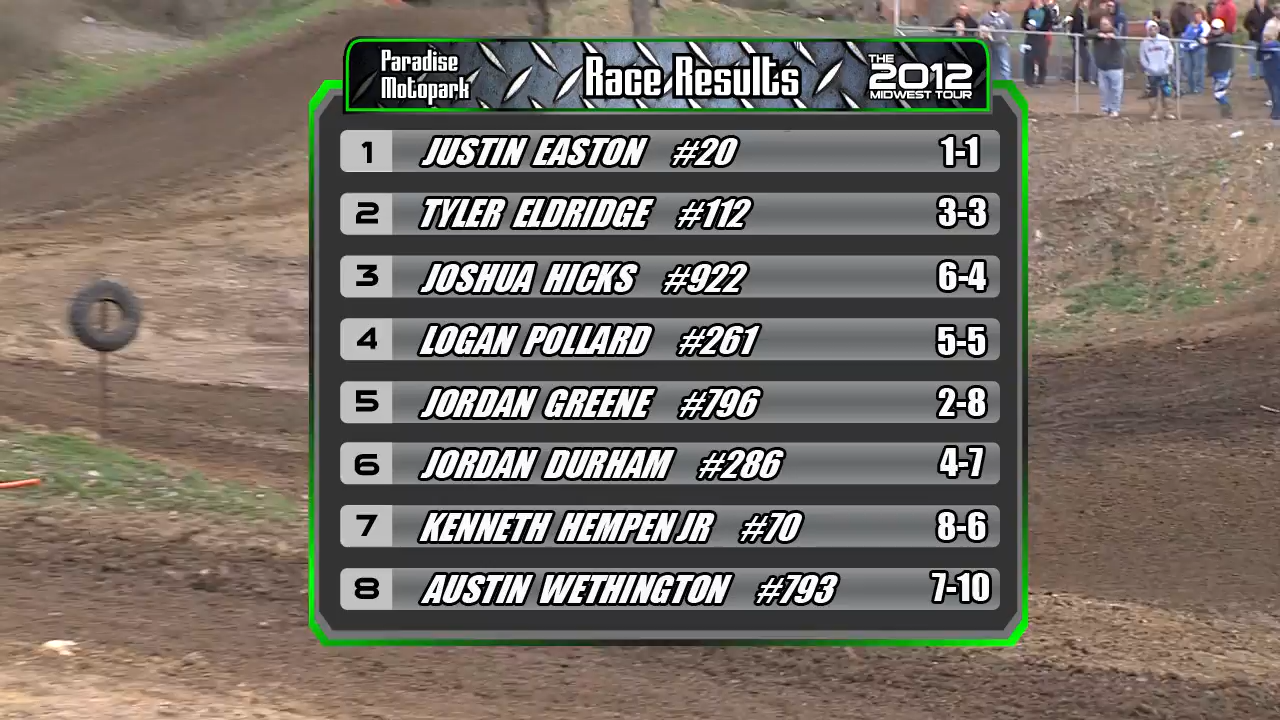 Paradise
MotoPark
Race Results
THE
2012
MIDWEST TOUR
1 JUSTIN EASTON #20 1-1
2 TYLER ELDRIDGE #112 3-3
3 JOSHUA HICKS #922 6-4
4 LOGAN POLLARD #261 5-5
5 JORDAN GREENE #796 2-8
6 JORDAN DURHAM #286 4-7
7 KENNETH HEMPEN JR #70 8-6
8 AUSTIN WETHINGTON #793 7-10